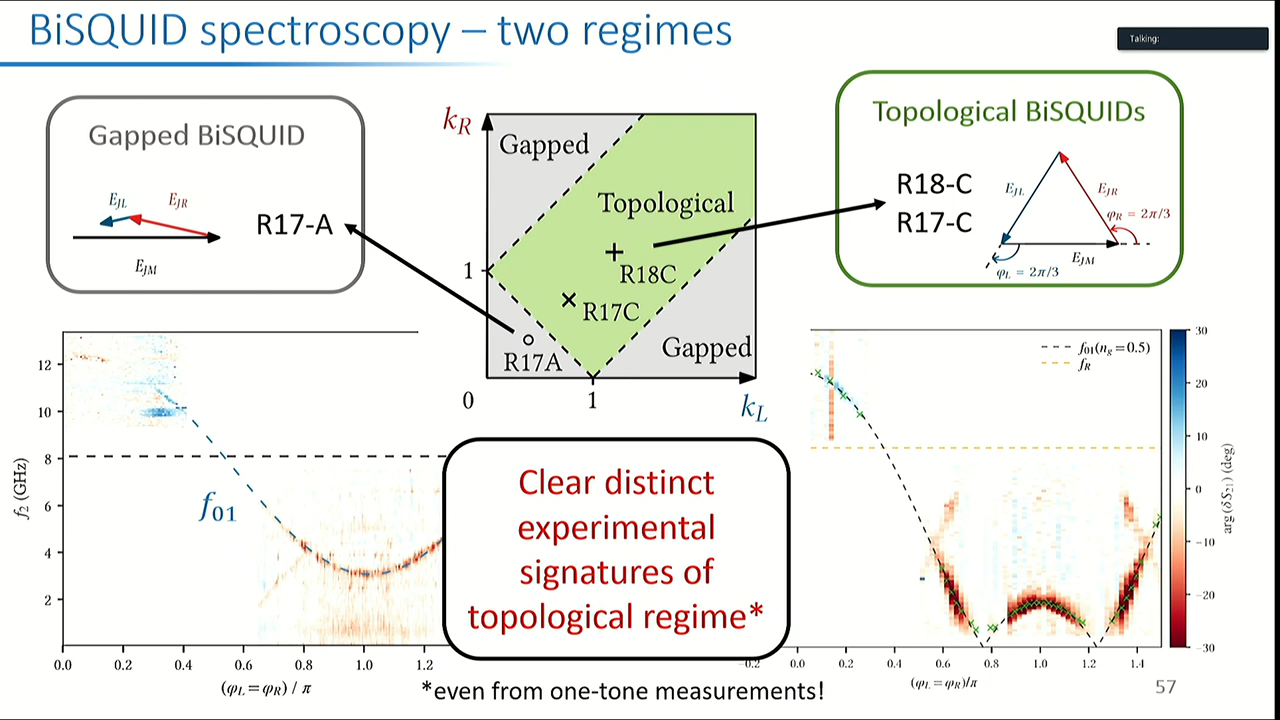 BiSQUID spectroscopy – two regimes
Talking:
Gapped BiSQUID
E_JL
E_JR
R17-A
E_JM
k_R
Gapped
Topological
1
R18C
R17C
R17A
Gapped
0
1
k_L
Topological BiSQUIDs
R18-C
R17-C
E_JL
E_JR
φ_R = 2π/3
E_JM
φ_L = 2π/3
12
10
8
6
4
2
f_2 (GHz)
f_01
0.0 0.2 0.4 0.6 0.8 1.0 1.2
(φ_L = φ_R) / π
Clear distinct
experimental
signatures of
topological regime*
*even from one-tone measurements!
f_01(n_g = 0.5)
f_R
−0.2 0.0 0.2 0.4 0.6 0.8 1.0 1.2 1.4
(φ_L = φ_R)/π
30
20
10
0
−10
−20
−30
57